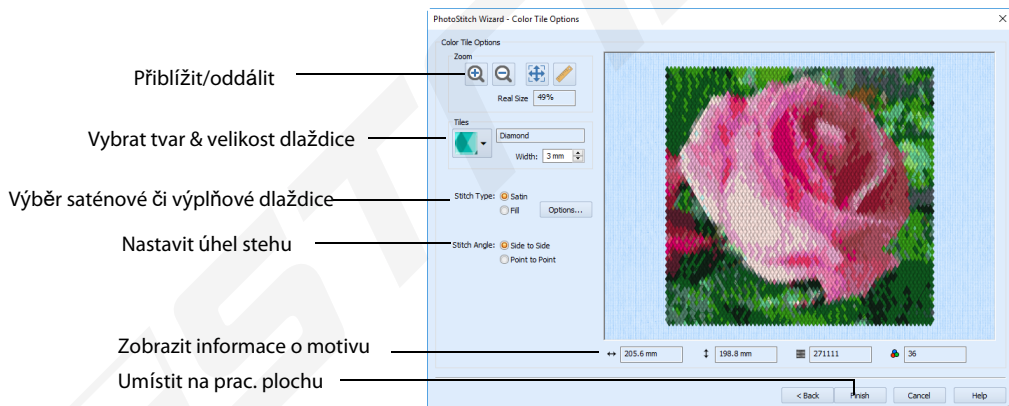 PhotoStitch Wizard - Color Tile Options
Color Tile Options
Zoom
Přiblížit/oddálit
Real Size 49%
Tiles
Vybrat tvar & velikost dlaždice
Diamond
Width: 3 mm
Výběr saténové či výplňové dlaždice
Stitch Type: Satin
Fill Options...
Nastavit úhel stehu
Stitch Angle: Side to Side
Point to Point
Zobrazit informace o motivu
205.6 mm 198.8 mm 271111 36
Umístit na prac. plochu
< Back Finish Cancel Help